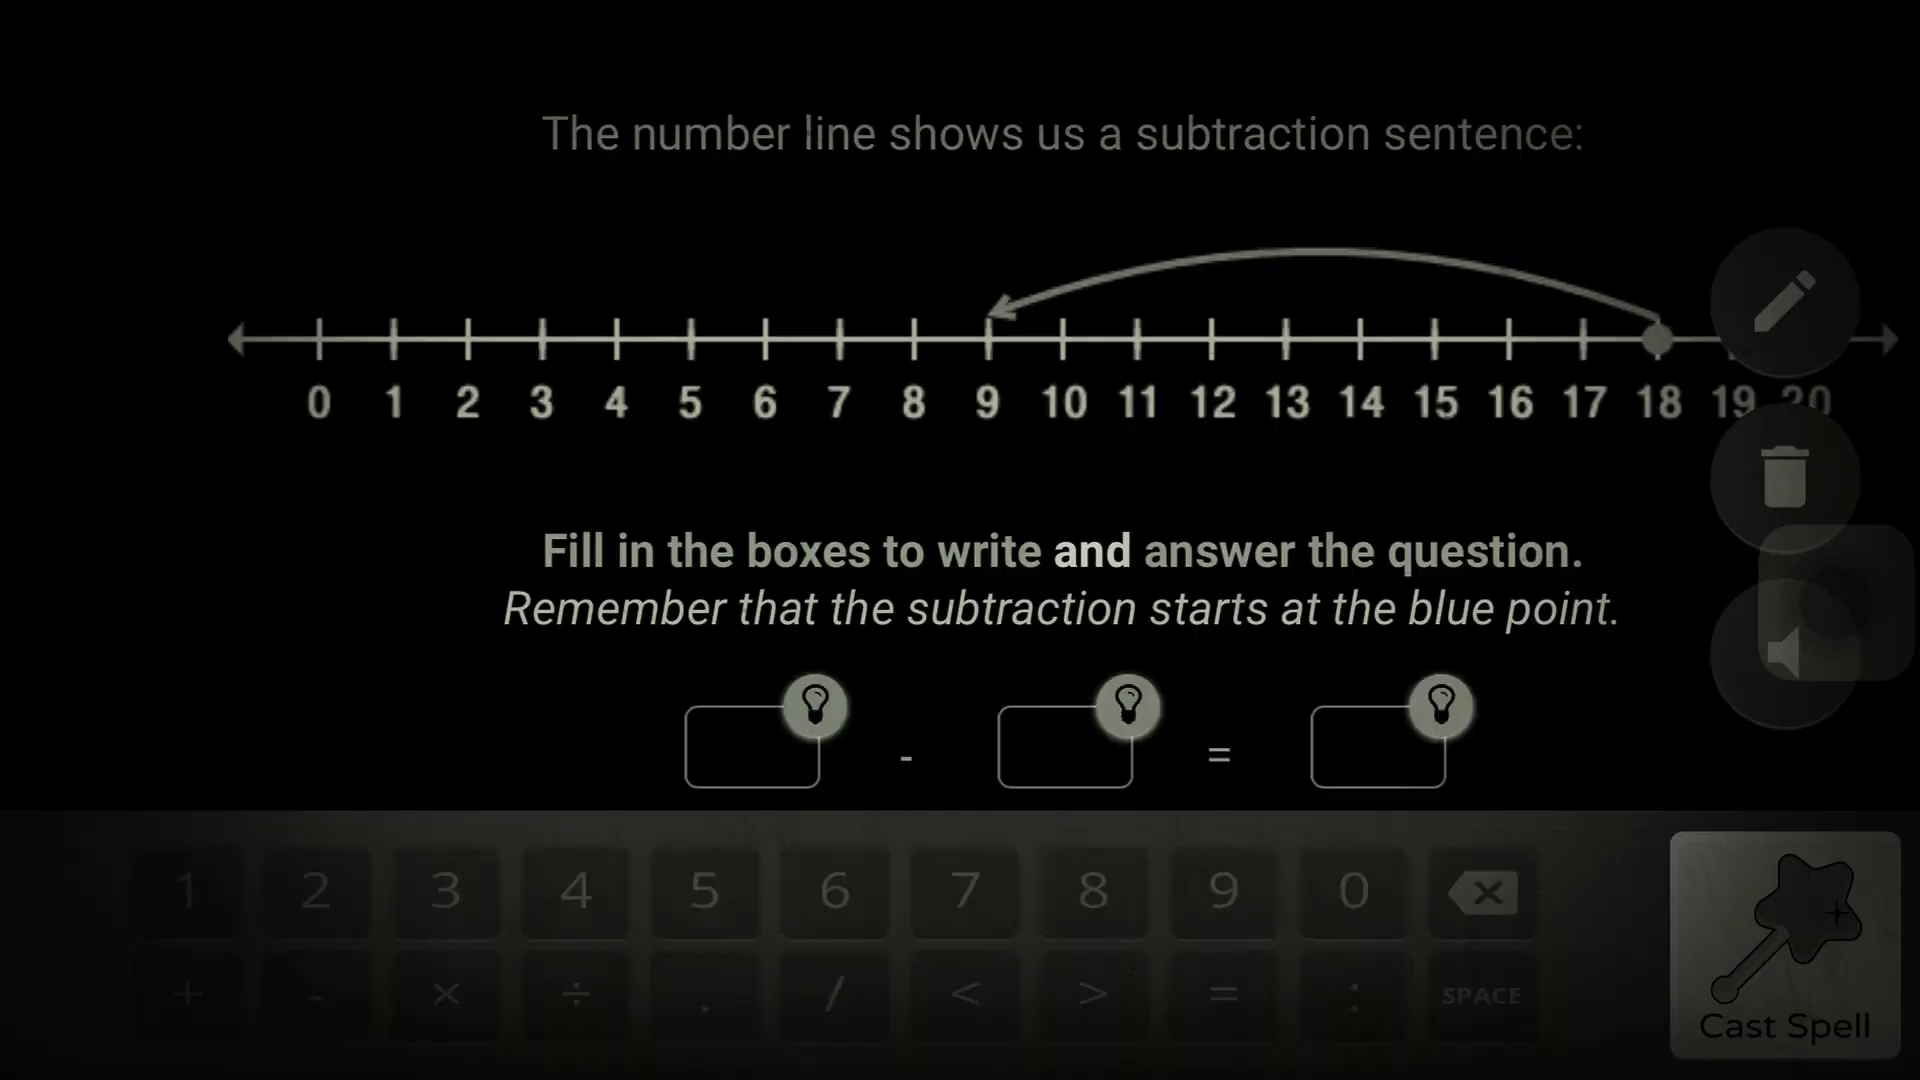 The number line shows us a subtraction sentence:
0 1 2 3 4 5 6 7 8 9 10 11 12 13 14 15 16 17 18 19 20
Fill in the boxes to write and answer the question.
Remember that the subtraction starts at the blue point.
- =
1 2 3 4 5 6 7 8 9 0
+ - × ÷ . / < > = : SPACE
Cast Spell